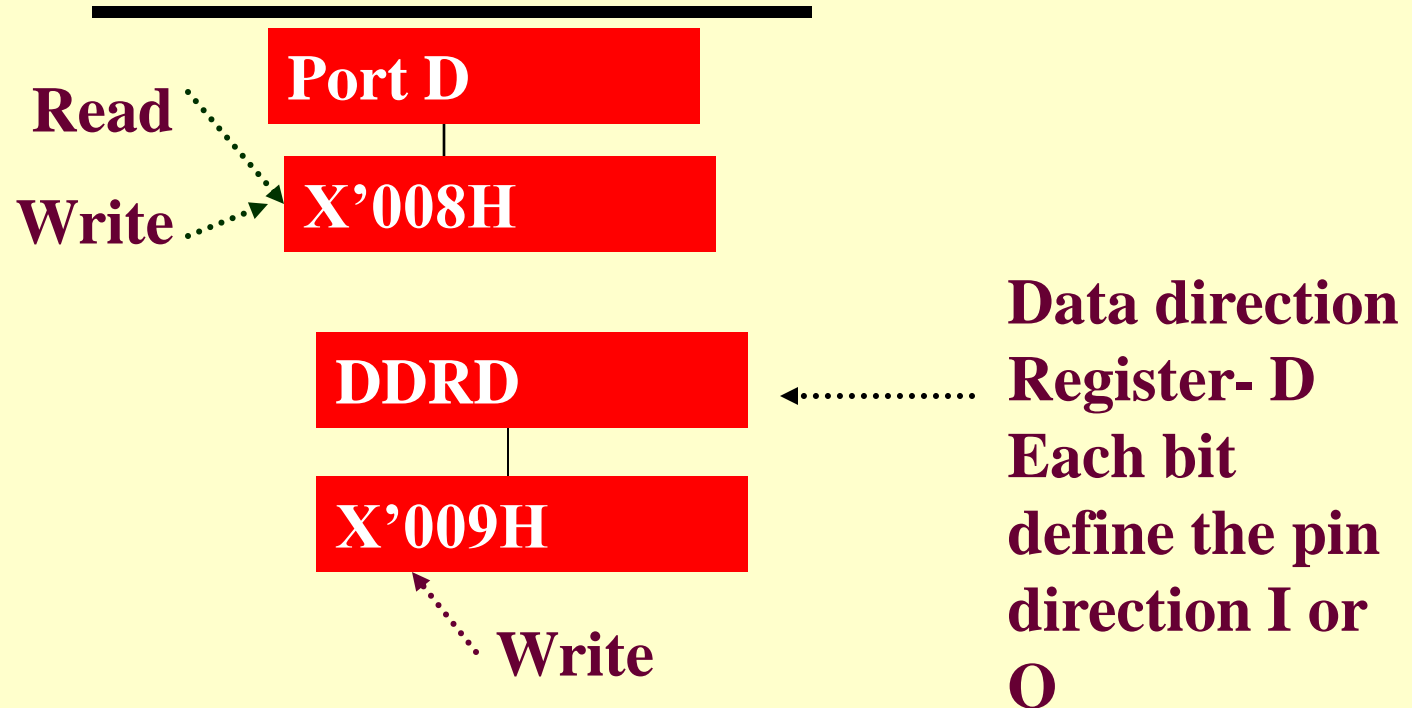 Port D
Read
X’008H
Write
Data direction
Register- D
Each bit
define the pin
direction I or
O
DDRD
X’009H
Write